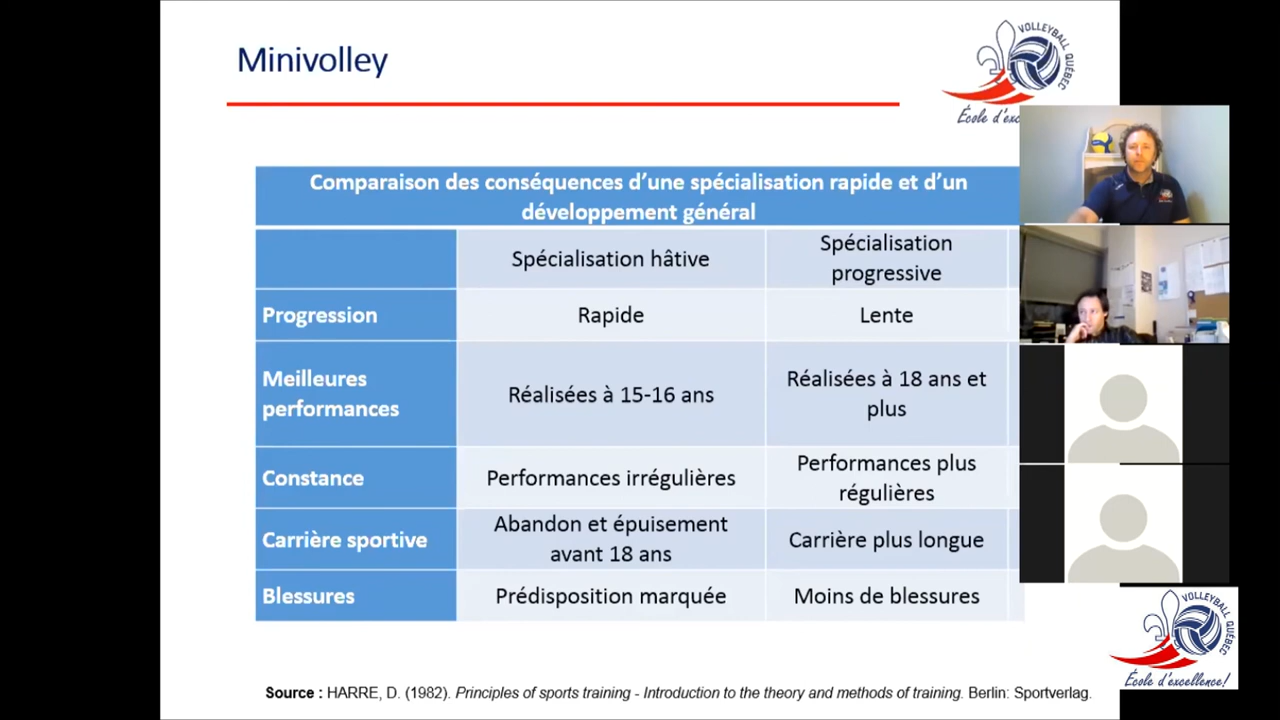 Minivolley
VOLLEYBALL QUÉBEC
École d'exc
Comparaison des conséquences d'une spécialisation rapide et d'un
développement général
Spécialisation hâtive
Spécialisation
progressive
Progression
Rapide
Lente
Meilleures
performances
Réalisées à 15-16 ans
Réalisées à 18 ans et
plus
Constance
Performances irrégulières
Performances plus
régulières
Carrière sportive
Abandon et épuisement
avant 18 ans
Carrière plus longue
Blessures
Prédisposition marquée
Moins de blessures
VOLLEYBALL QUÉBEC
École d'excellence!
Source : HARRE, D. (1982). Principles of sports training - Introduction to the theory and methods of training. Berlin: Sportverlag.